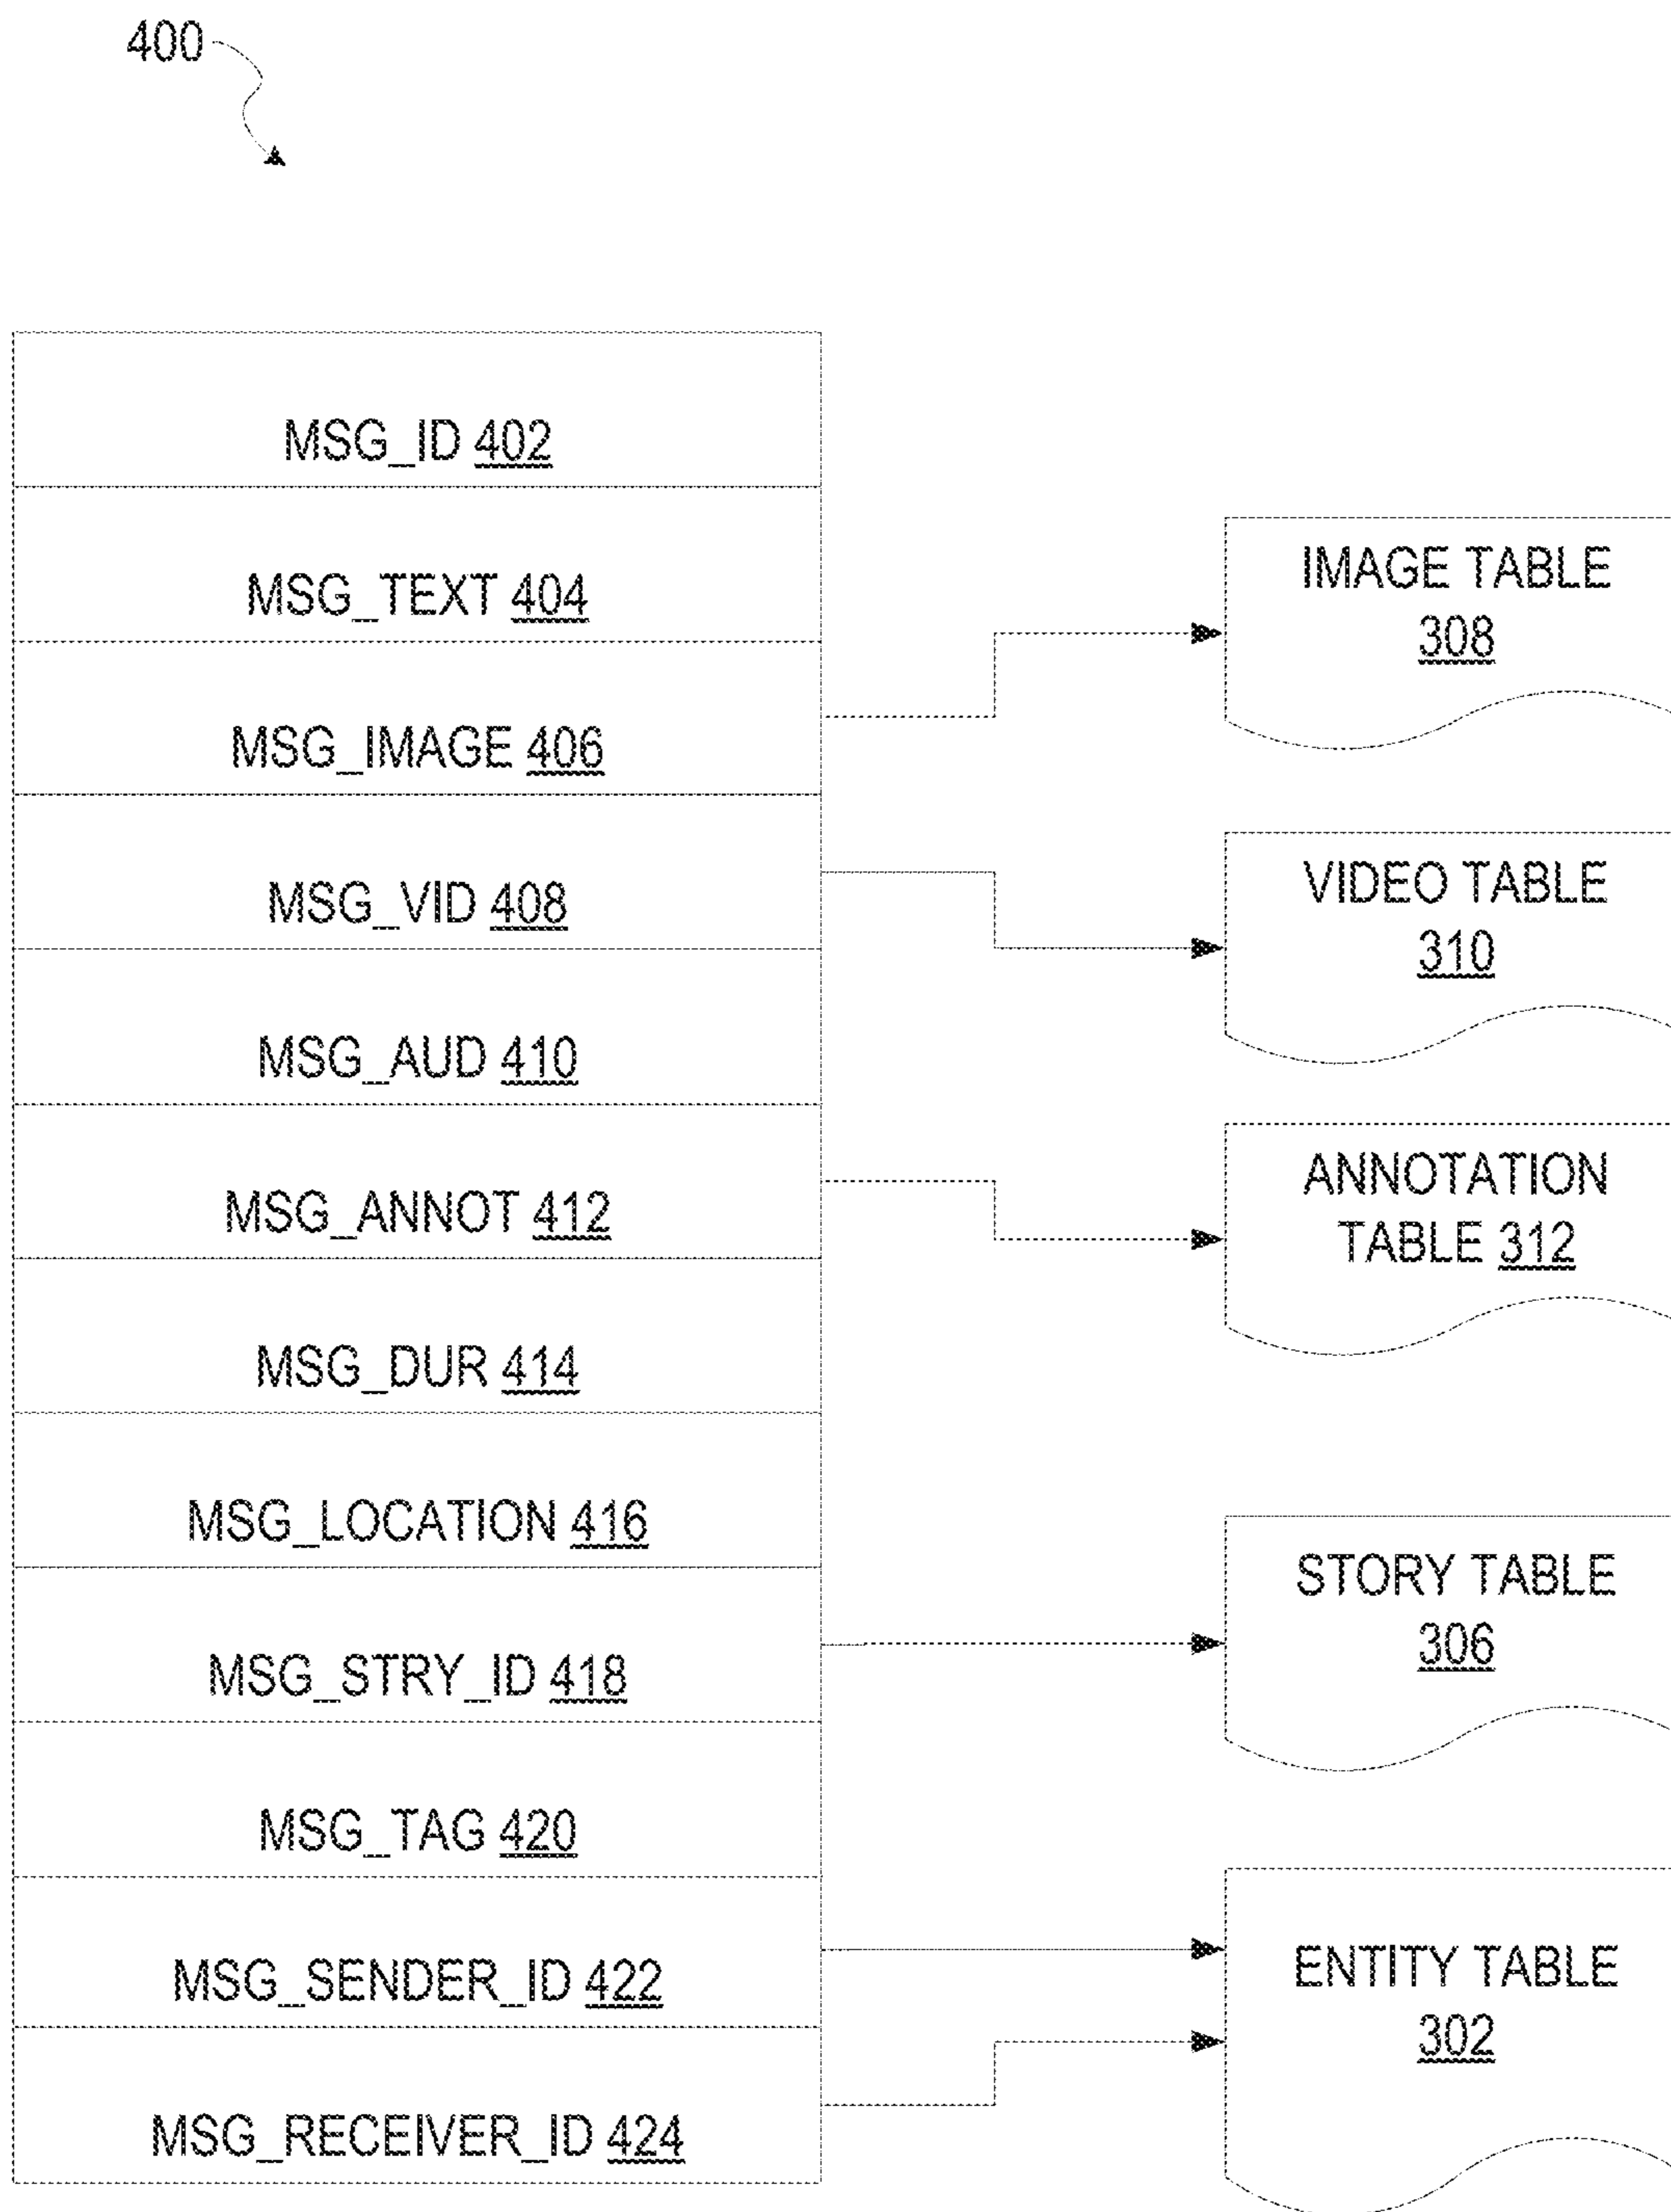 400
MSG_ID 402
MSG_TEXT 404
MSG_IMAGE 406
MSG_VID 408
MSG_AUD 410
MSG_ANNOT 412
MSG_DUR 414
MSG_LOCATION 416
MSG_STRY_ID 418
MSG_TAG 420
MSG_SENDER_ID 422
MSG_RECEIVER_ID 424
IMAGE TABLE
308
VIDEO TABLE
310
ANNOTATION
TABLE 312
STORY TABLE
306
ENTITY TABLE
302